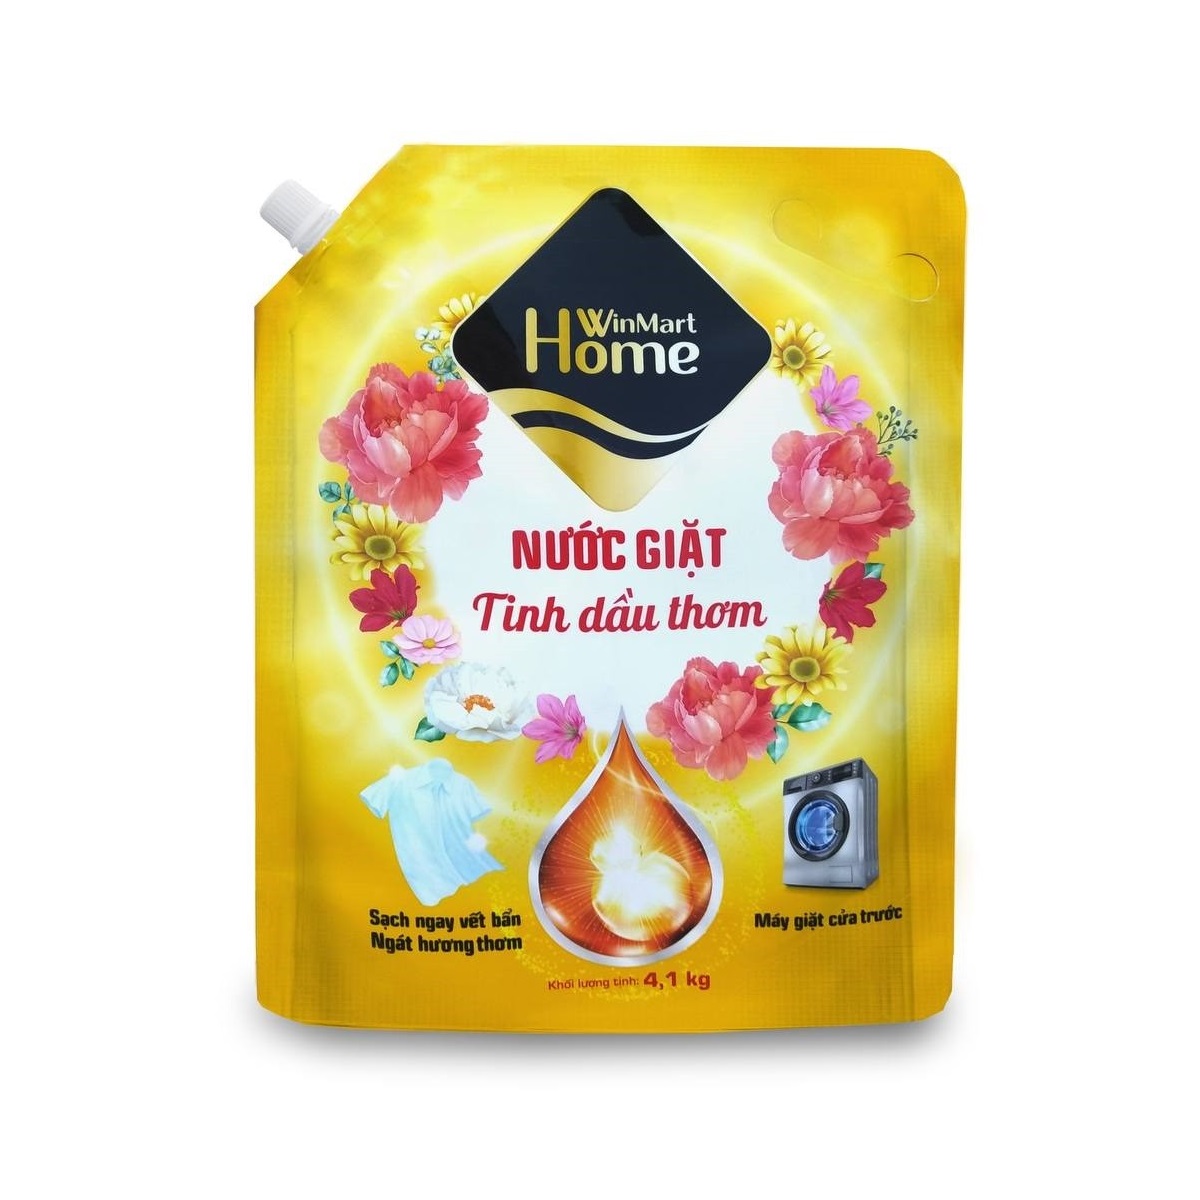 WinMart
Home
NƯỚC GIẶT
Tinh dầu thơm
Sạch ngay vết bẩn
Ngát hương thơm
Máy giặt cửa trước
Khối lượng tịnh: 4,1 kg